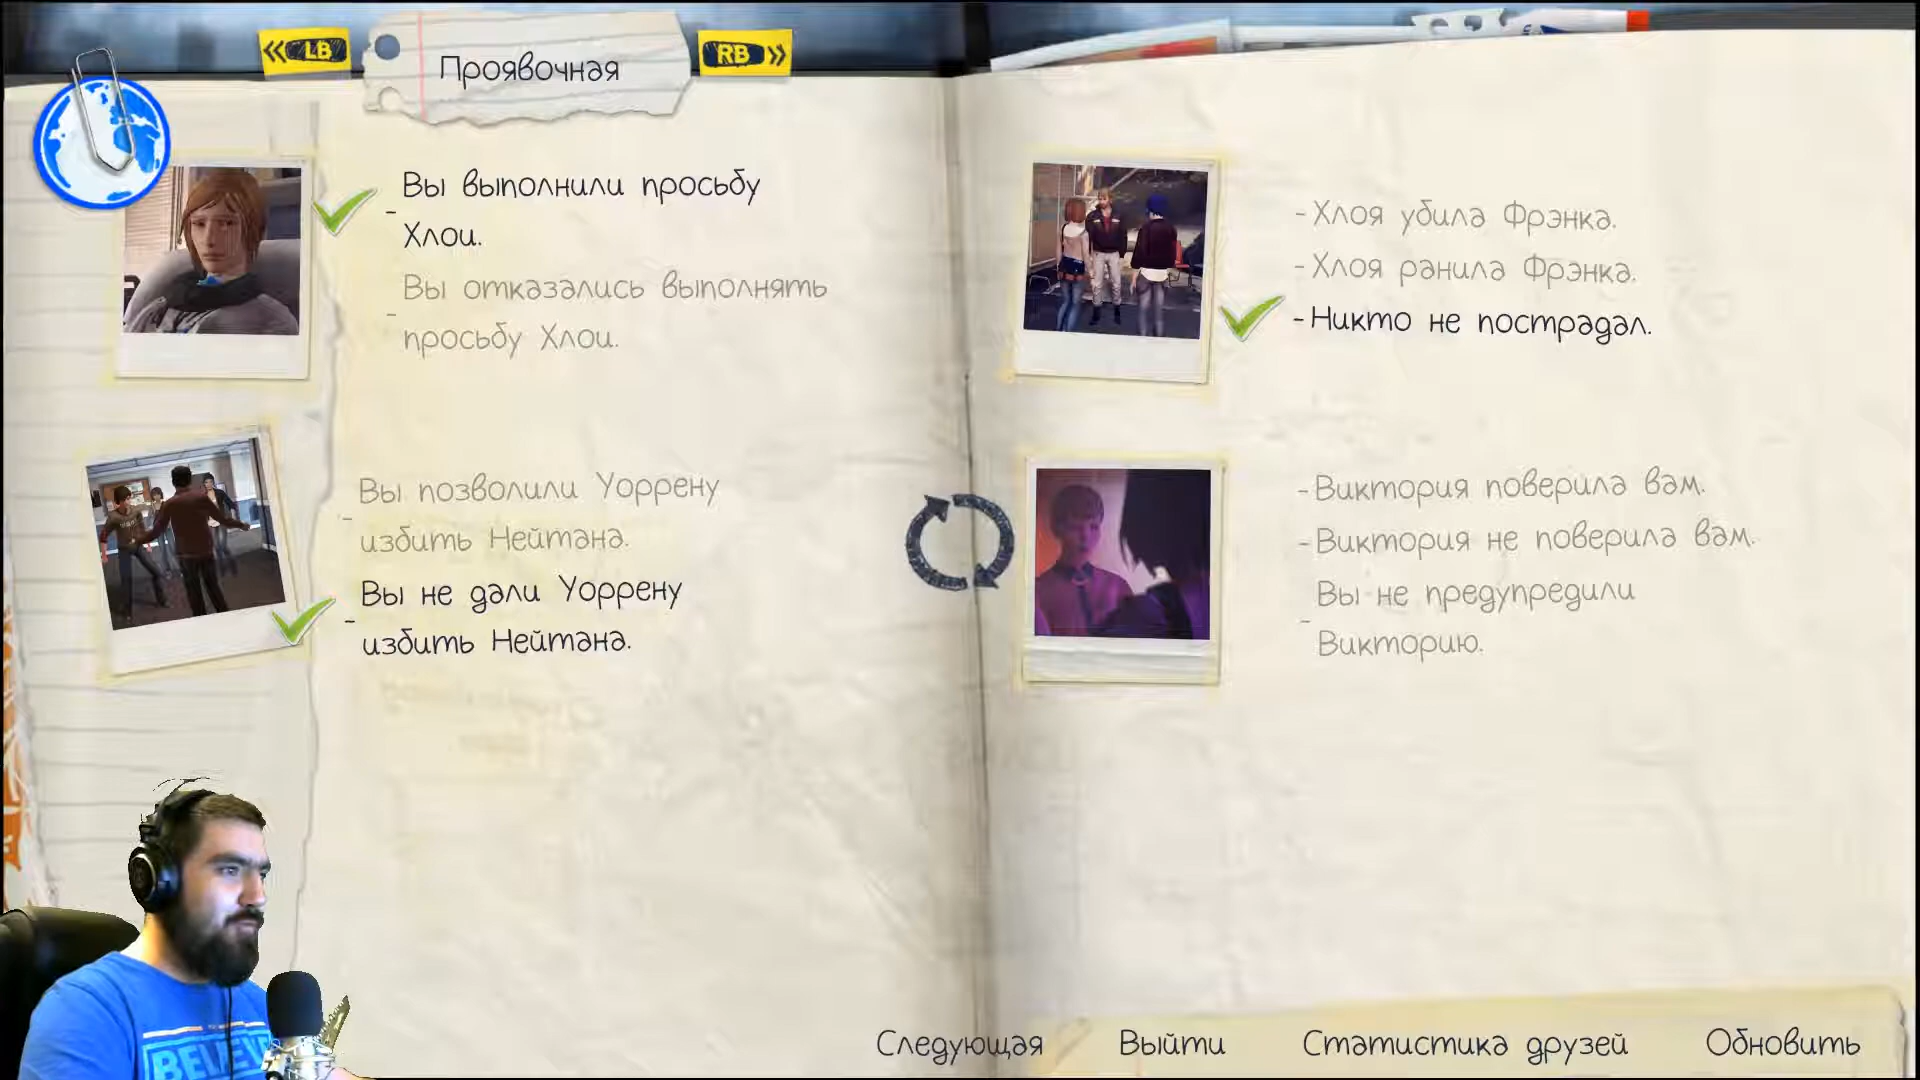 LB
Проявочная
RB
Вы выполнили просьбу
- Хлои.
Вы отказались выполнять
- просьбу Хлои.
Вы позволили Уоррену
- избить Нейтана.
Вы не дали Уоррену
- избить Нейтана.
-Хлоя убила Фрэнка.
-Хлоя ранила Фрэнка.
-Никто не пострадал.
-Виктория поверила вам.
-Виктория не поверила вам.
Вы не предупредили
- Викторию.
BELIEVE
Следующая Выйти Статистика друзей Обновить